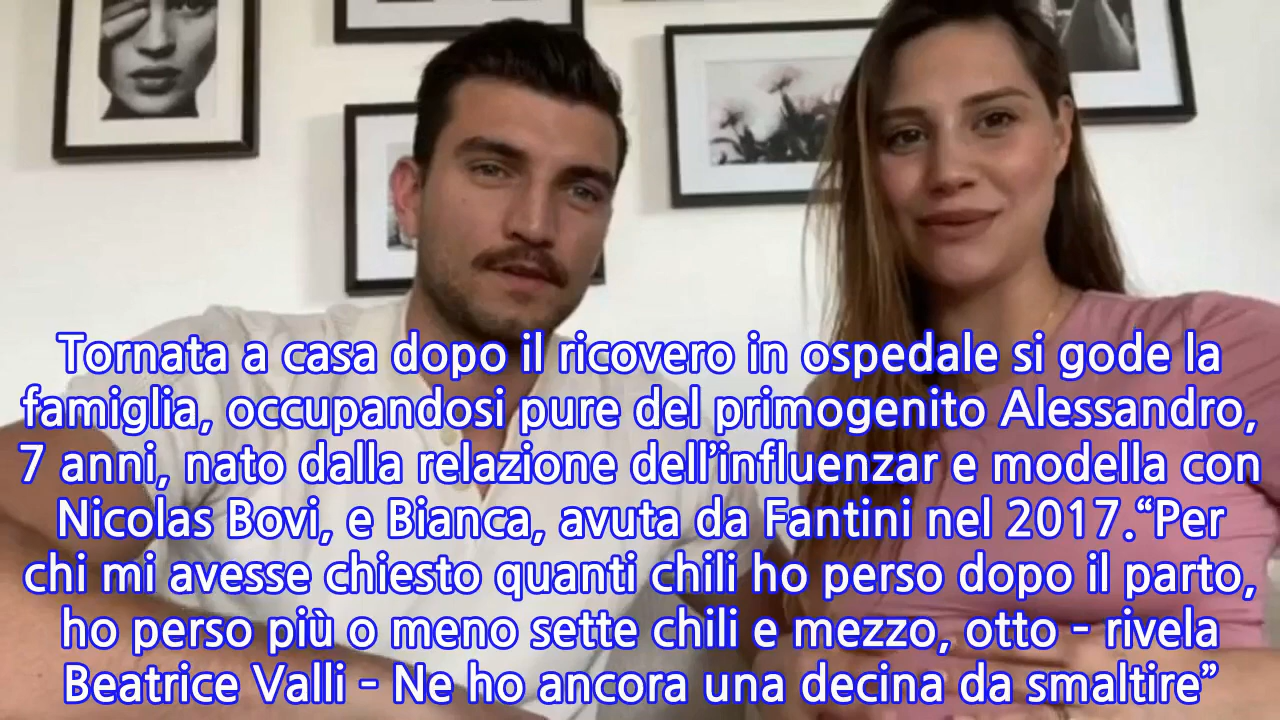 Tornata a casa dopo il ricovero in ospedale si gode la
famiglia, occupandosi pure del primogenito Alessandro,
7 anni, nato dalla relazione dell’influenzar e modella con
Nicolas Bovi, e Bianca, avuta da Fantini nel 2017.“Per
chi mi avesse chiesto quanti chili ho perso dopo il parto,
ho perso più o meno sette chili e mezzo, otto - rivela
Beatrice Valli - Ne ho ancora una decina da smaltire”